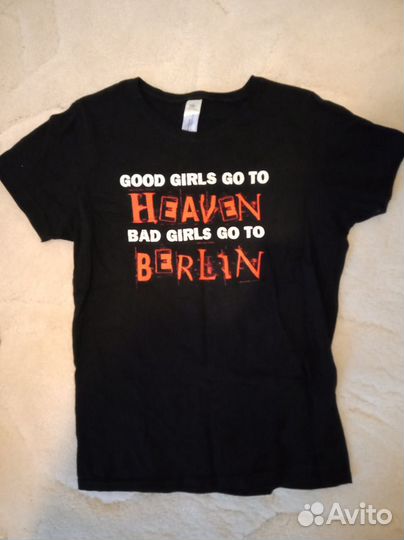 GOOD GIRLS GO TO
HEAVEN
BAD GIRLS GO TO
BERLIN
Avito